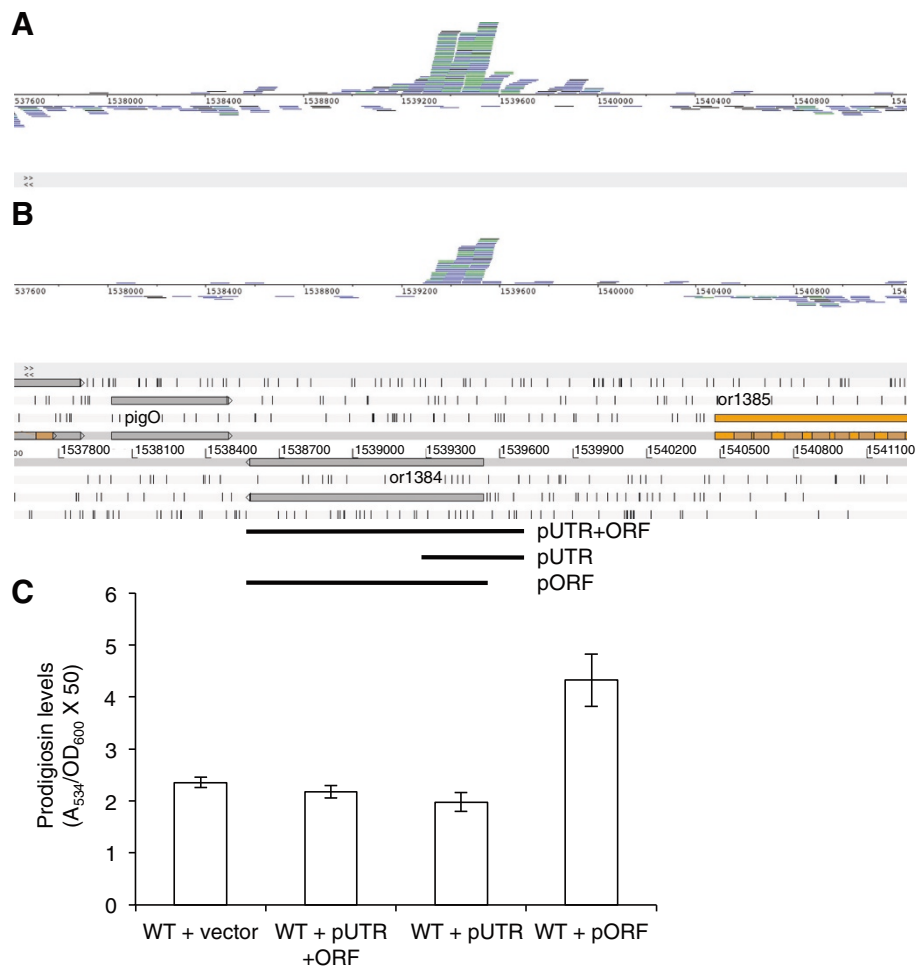 A
537600 1538000 1538400 1538800 1539200 1539600 1540000 1540400 1540800 154
>>
<<
B
537600 1538000 1538400 1538800 1539200 1539600 1540000 1540400 1540800 154
>>
<<
or1385
pigO
00 1537800 1538100 1538400 1538700 1539000 1539300 1539600 1539900 1540200 1540500 1540800 1541100
or1384
pUTR+ORF
pUTR
pORF
C
6
5
4
3
2
1
0
Prodigiosin levels
(A534/OD600 X 50)
WT + vector WT + pUTR WT + pUTR WT + pORF
+ORF